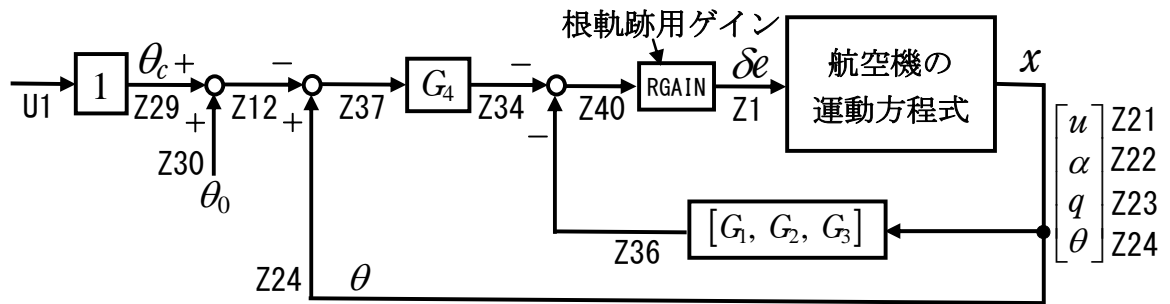 根軌跡用ゲイン
U1
1
θc
+
Z29
+
Z30
θ0
Z12
−
+
Z37
G4
−
Z34
−
Z40
RGAIN
δe
Z1
航空機の
運動方程式
x
u Z21
α Z22
q Z23
θ Z24
[G1, G2, G3]
Z36
Z24
θ